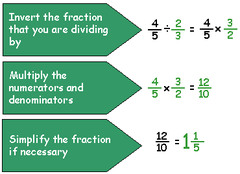 Invert the fraction
that you are dividing
by
4/5 ÷ 2/3 = 4/5 × 3/2
Multiply the
numerators and
denominators
4/5 × 3/2 = 12/10
Simplify the fraction
if necessary
12/10 = 1 1/5